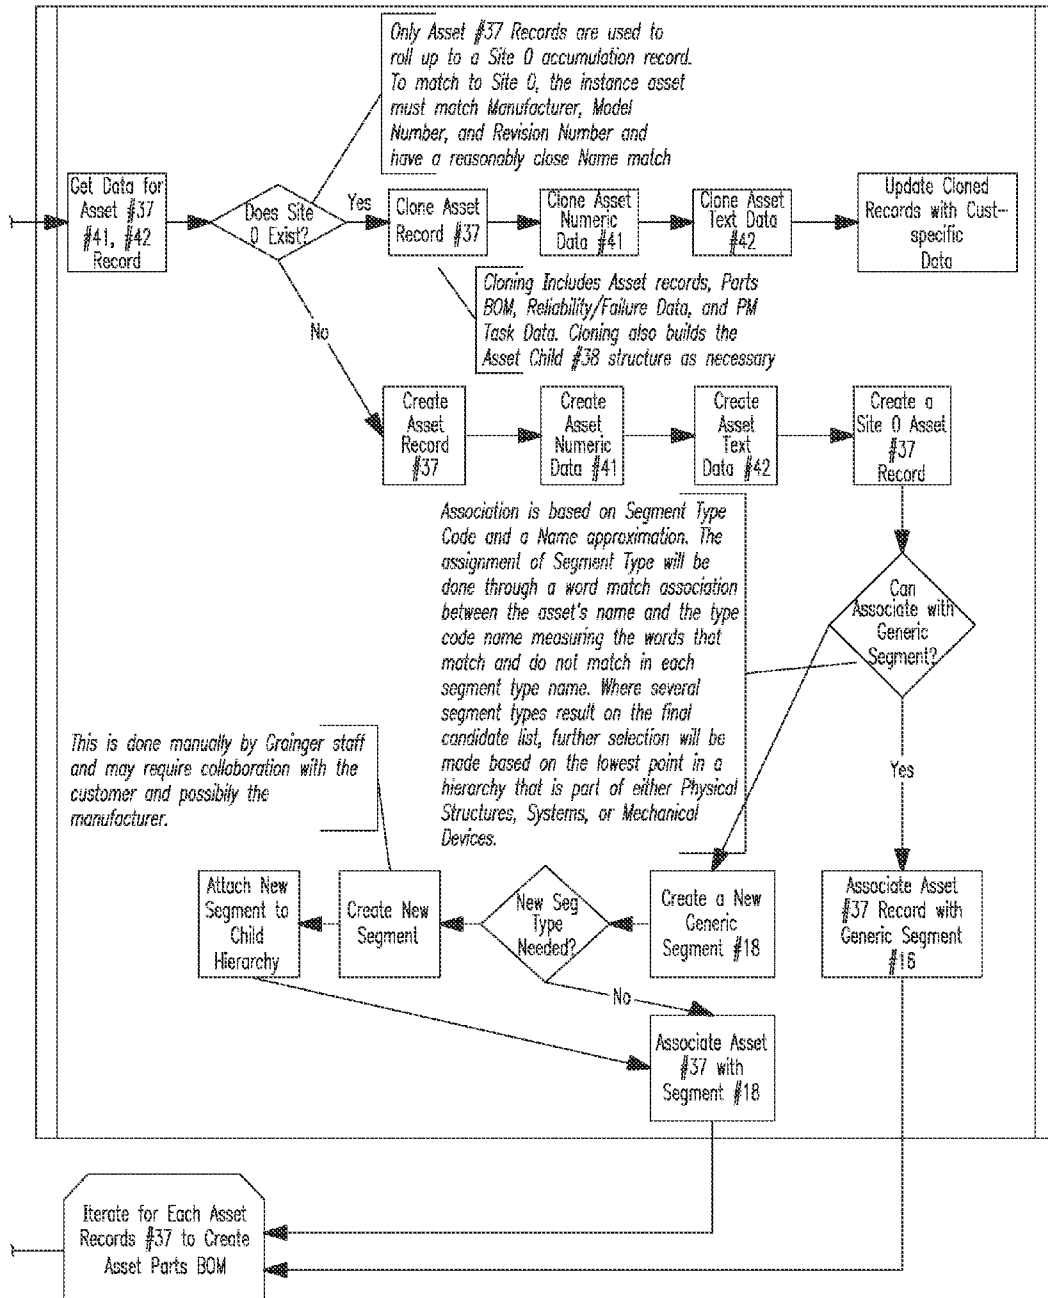 Only Asset #37 Records are used to
roll up to a Site 0 accumulation record.
To match to Site 0, the instance asset
must match Manufacturer, Model
Number, and Revision Number and
have a reasonably close Name match
Get Data for
Asset #37
#41, #42
Record
Does Site
0 Exist?
Yes
Clone Asset
Record #37
Clone Asset
Numeric
Data #41
Clone Asset
Text Data
#42
Update Cloned
Records with Cust-
specific
Data
Cloning Includes Asset records, Parts
BOM, Reliability/Failure Data, and PM
Task Data. Cloning also builds the
Asset Child #38 structure as necessary
No
Create
Asset
Record
#37
Create
Asset
Numeric
Data #41
Create
Asset
Text
Data #42
Create a
Site 0 Asset
#37
Record
Association is based on Segment Type
Code and a Name approximation. The
assignment of Segment Type will be
done through a word match association
between the asset's name and the type
code name measuring the words that
match and do not match in each
segment type name. Where several
segment types result on the final
candidate list, further selection will be
made based on the lowest point in a
hierarchy that is part of either Physical
Structures, Systems, or Mechanical
Devices.
Can
Associate with
Generic
Segment?
Yes
This is done manually by Grainger staff
and may require collaboration with the
customer and possibily the
manufacturer.
Attach New
Segment to
Child
Hierarchy
Create New
Segment
New Seg
Type
Needed?
Create a New
Generic
Segment #18
Associate Asset
#37 Record with
Generic Segment
#16
No
Associate Asset
#37 with
Segment #18
Iterate for Each Asset
Records #37 to Create
Asset Parts BOM